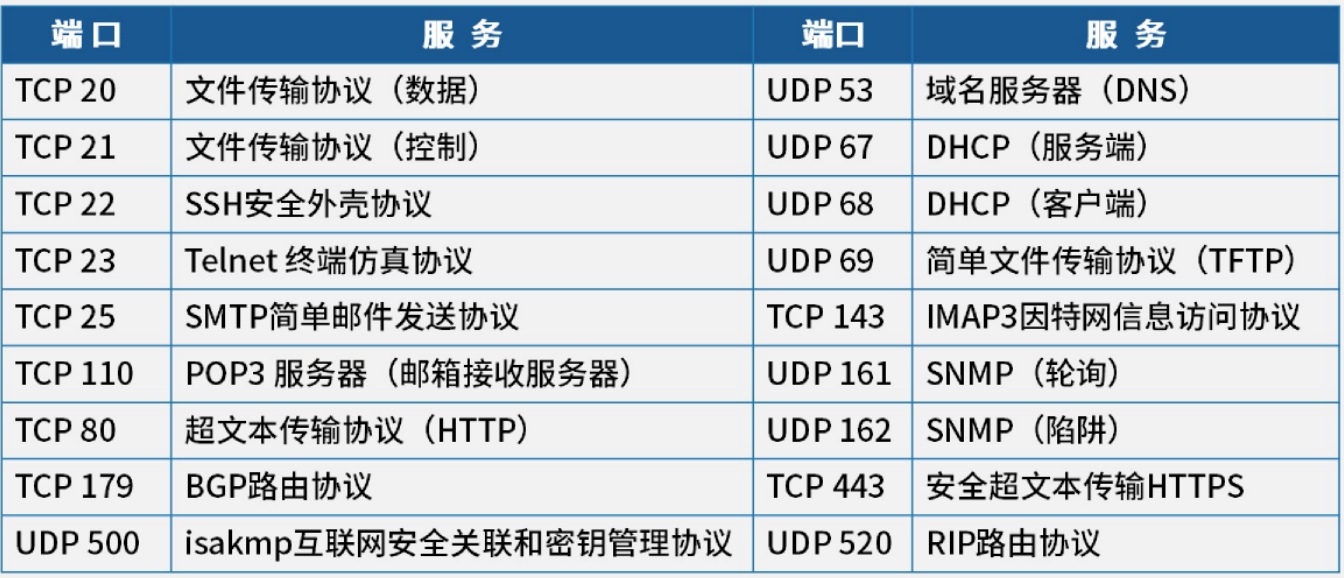 端口 服务 端口 服务
TCP 20 文件传输协议（数据） UDP 53 域名服务器（DNS）
TCP 21 文件传输协议（控制） UDP 67 DHCP（服务端）
TCP 22 SSH安全外壳协议 UDP 68 DHCP（客户端）
TCP 23 Telnet 终端仿真协议 UDP 69 简单文件传输协议（TFTP）
TCP 25 SMTP简单邮件发送协议 TCP 143 IMAP3因特网信息访问协议
TCP 110 POP3 服务器（邮箱接收服务器） UDP 161 SNMP（轮询）
TCP 80 超文本传输协议（HTTP） UDP 162 SNMP（陷阱）
TCP 179 BGP路由协议 TCP 443 安全超文本传输HTTPS
UDP 500 isakmp互联网安全关联和密钥管理协议 UDP 520 RIP路由协议